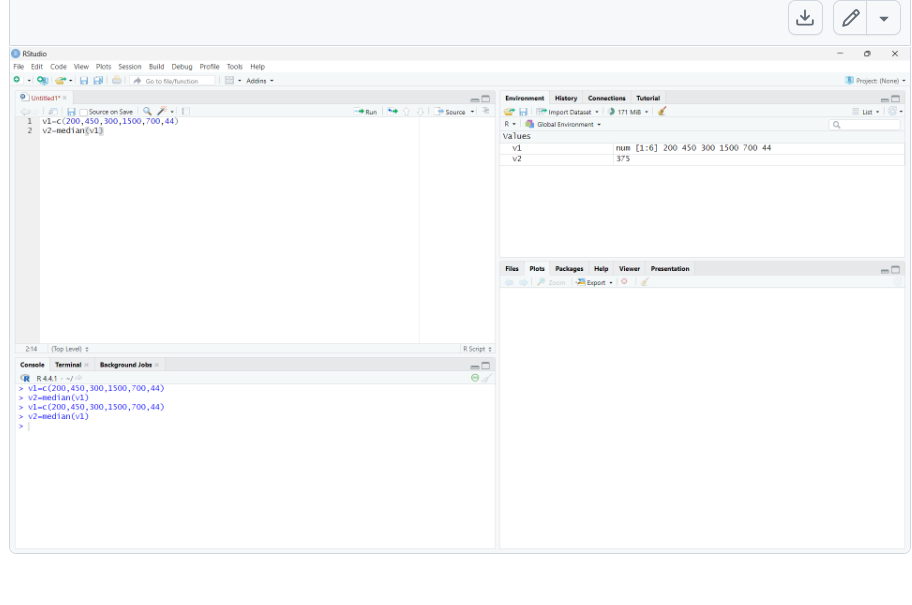 RStudio
File Edit Code View Plots Session Build Debug Profile Tools Help
Go to file/function Addins Project: (None)
Untitled1*
Source on Save Run Source
1 v1=c(200,450,300,1500,700,44)
2 v2=median(v1)
2:14 (Top Level) R Script
Console Terminal Background Jobs
R 4.4.1 · ~/
> v1=c(200,450,300,1500,700,44)
> v2=median(v1)
> v1=c(200,450,300,1500,700,44)
> v2=median(v1)
>
Environment History Connections Tutorial
Import Dataset 171 MiB List
R Global Environment
Values
v1 num [1:6] 200 450 300 1500 700 44
v2 375
Files Plots Packages Help Viewer Presentation
Zoom Export